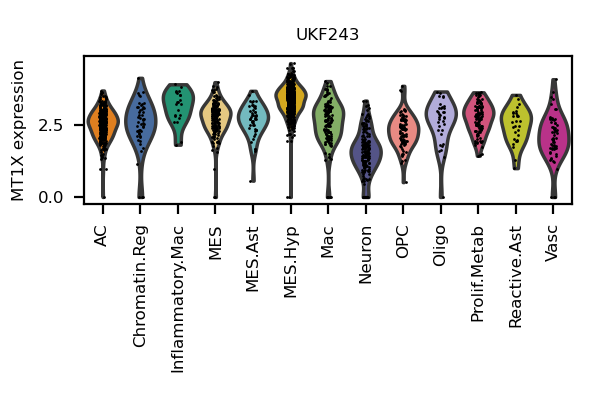 UKF243
MT1X expression
2.5
0.0
AC
Chromatin.Reg
Inflammatory.Mac
MES
MES.Ast
MES.Hyp
Mac
Neuron
OPC
Oligo
Prolif.Metab
Reactive.Ast
Vasc